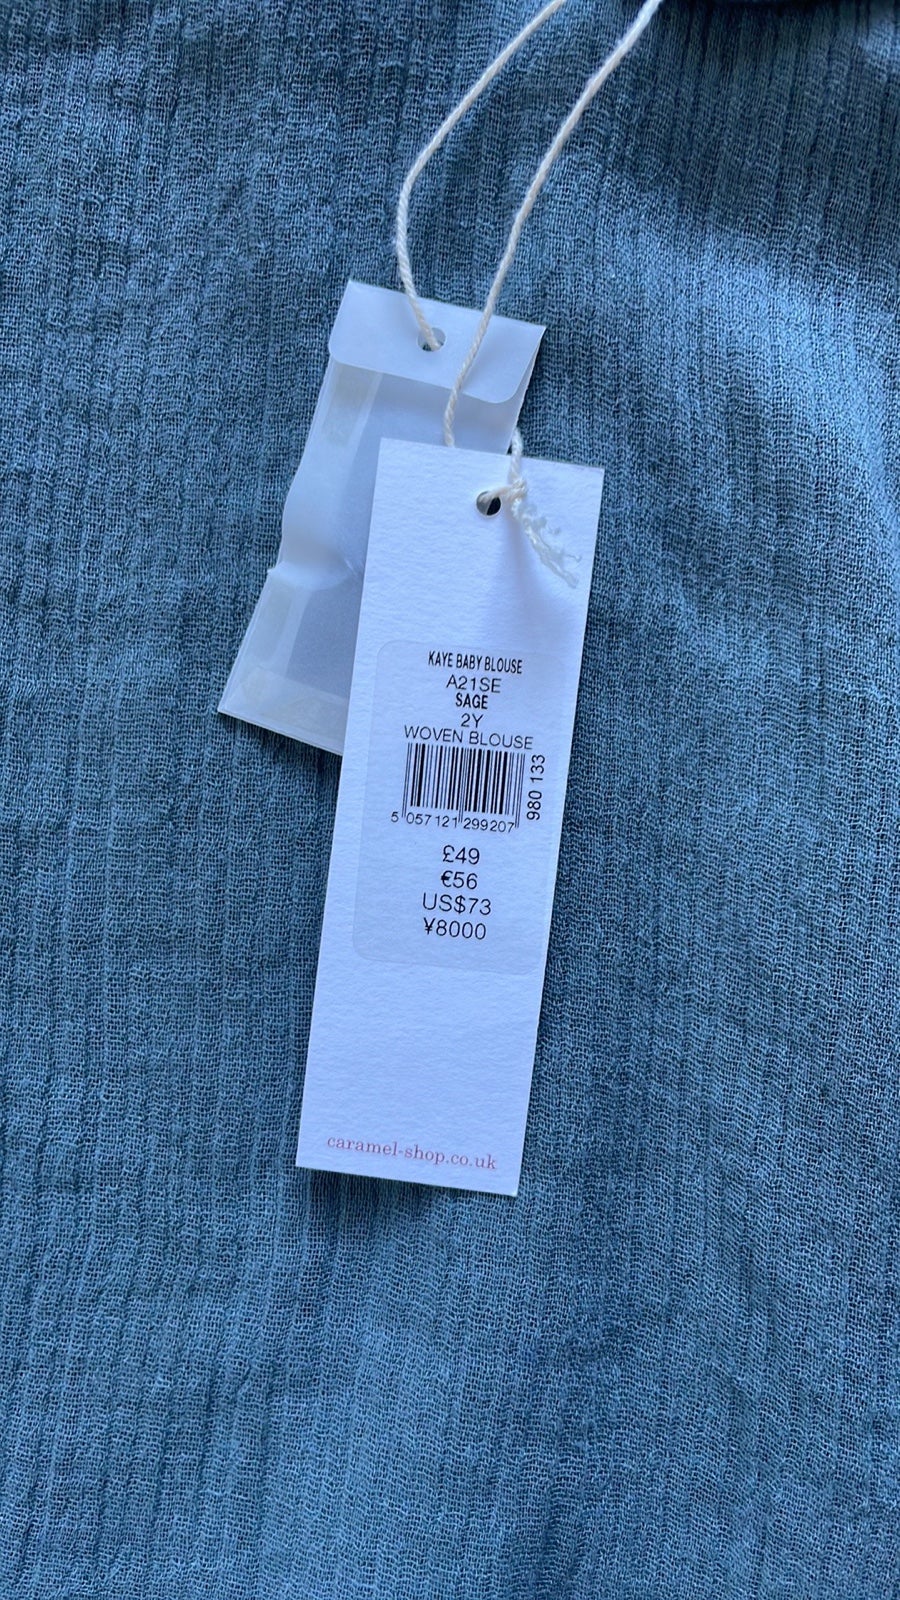 KAYE BABY BLOUSE
A21SE
SAGE
2Y
WOVEN BLOUSE
980 133
5 057121 299207
£49
€56
US$73
¥8000
caramel-shop.co.uk